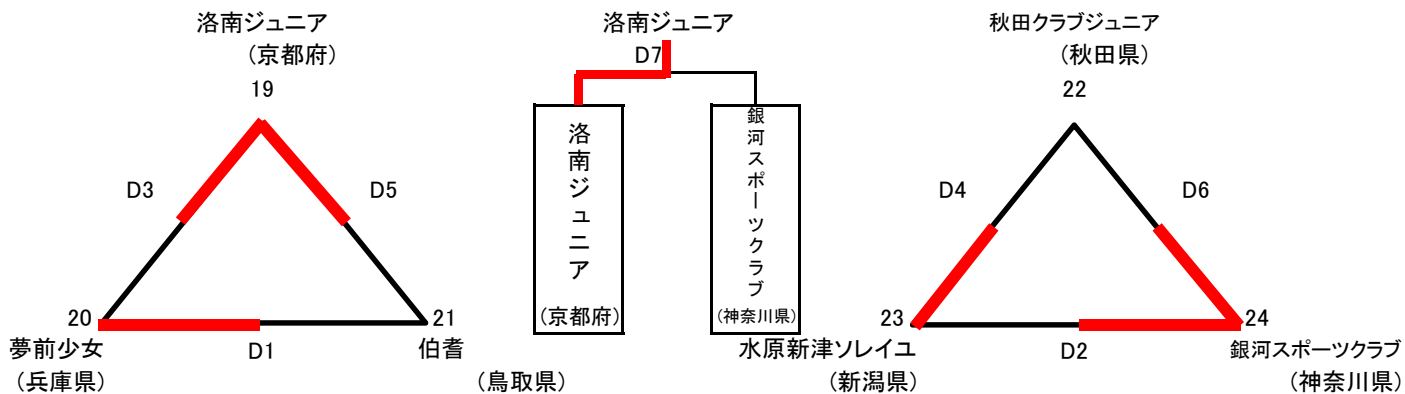 洛南ジュニア
（京都府）
19
D3
D5
20
21
夢前少女
D1
伯耆
（兵庫県）
（鳥取県）
洛南ジュニア
D7
洛南ジュニア
（京都府）
銀河スポーツクラブ
（神奈川県）
秋田クラブジュニア
（秋田県）
22
D4
D6
23
24
水原新津ソレイユ
D2
銀河スポーツクラブ
（新潟県）
（神奈川県）